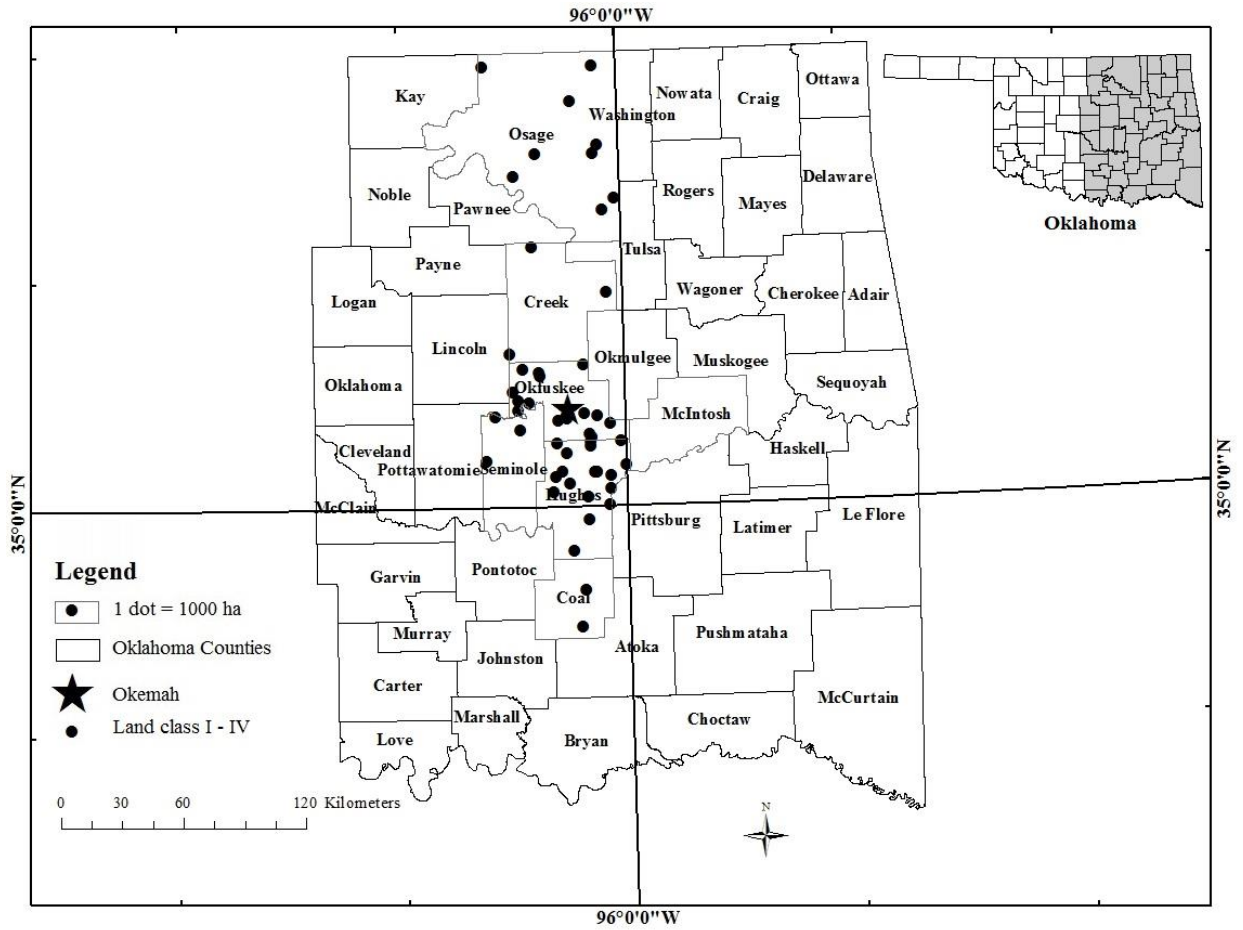 96°0'0"W
Kay
Nowata
Craig
Ottawa
Washington
Osage
Noble
Pawnee
Rogers
Mayes
Delaware
Oklahoma
Tulsa
Payne
Logan
Creek
Wagoner
Cherokee
Adair
Lincoln
Okmulgee
Muskogee
Oklahoma
Okfuskee
Sequoyah
McIntosh
Cleveland
Haskell
Pottawatomie
Seminole
Hughes
McClain
35°0'0"N
35°0'0"N
Pittsburg
Latimer
Le Flore
Legend
1 dot = 1000 ha
Oklahoma Counties
Okemah
Land class I - IV
Garvin
Pontotoc
Coal
Murray
Johnston
Atoka
Pushmataha
Carter
McCurtain
Marshall
Choctaw
Love
Bryan
0 30 60 120 Kilometers
N
96°0'0"W